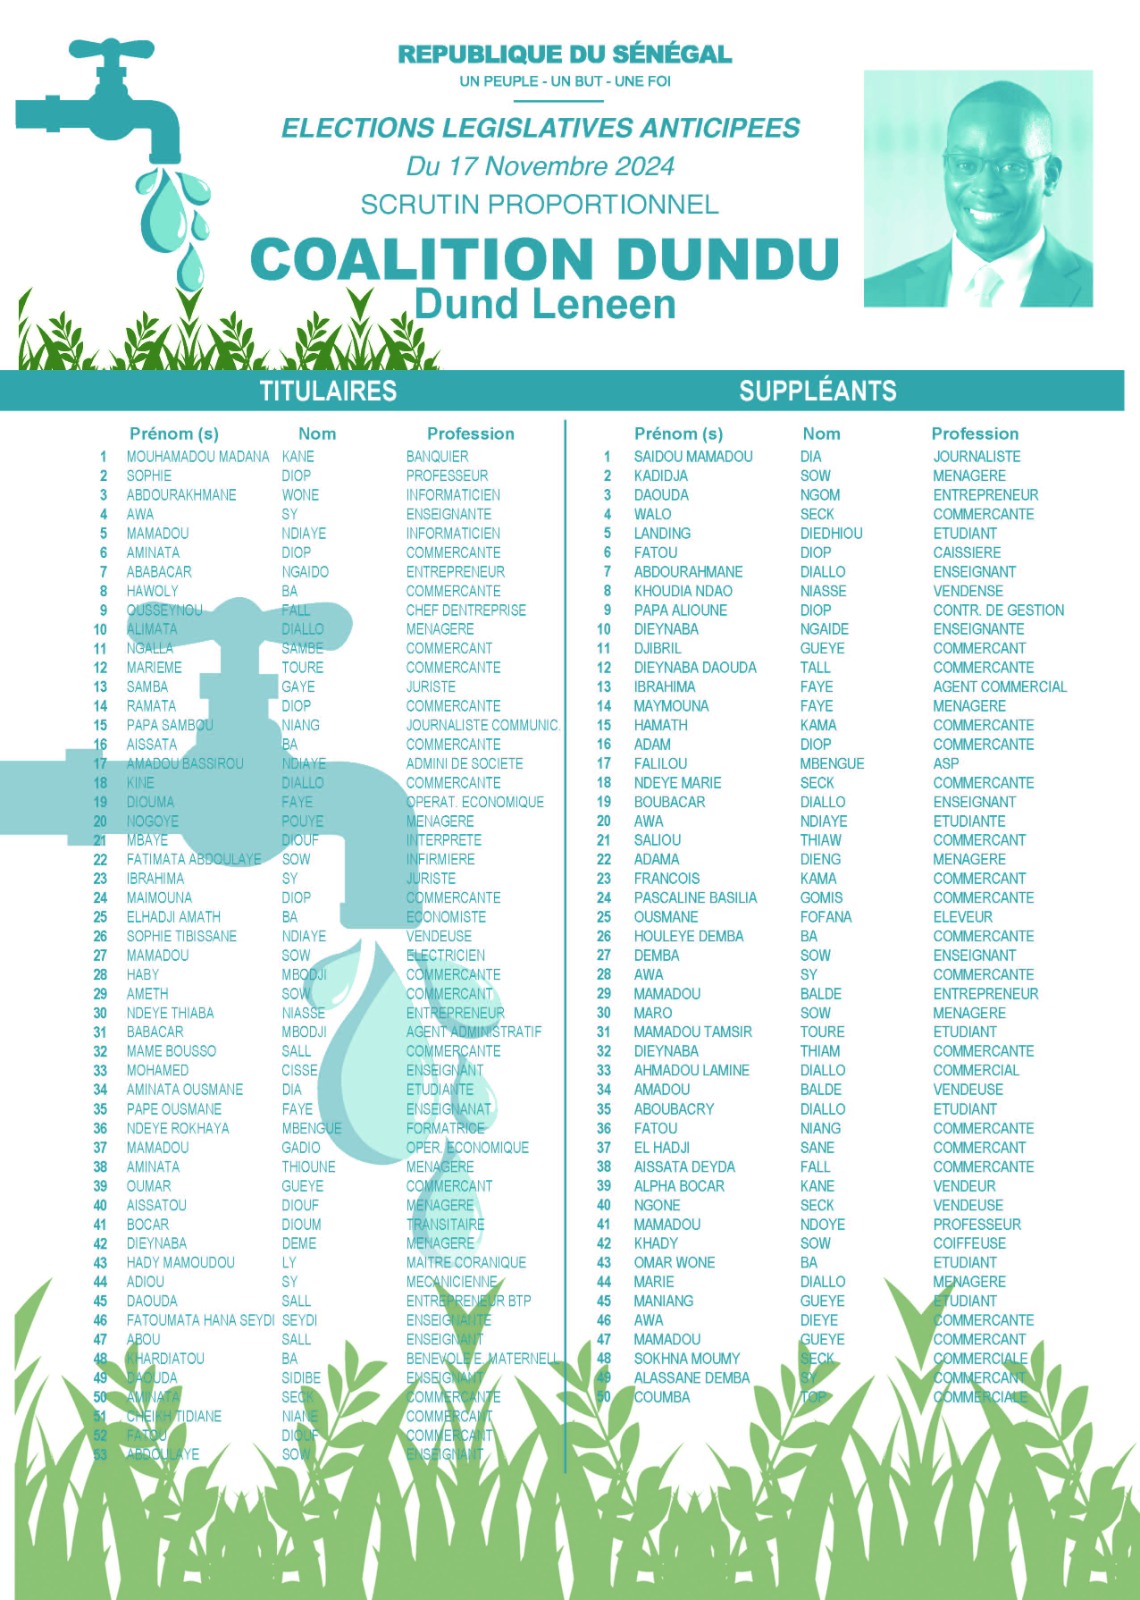 REPUBLIQUE DU SÉNÉGAL
UN PEUPLE - UN BUT - UNE FOI
ELECTIONS LEGISLATIVES ANTICIPEES
Du 17 Novembre 2024
SCRUTIN PROPORTIONNEL
COALITION DUNDU
Dund Leneen
TITULAIRES
Prénom (s) Nom Profession
1 MOUHAMADOU MADANA KANE BANQUIER
2 SOPHIE DIOP PROFESSEUR
3 ABDOURAKHMANE WONE INFORMATICIEN
4 AWA SY ENSEIGNANTE
5 MAMADOU NDIAYE INFORMATICIEN
6 AMINATA DIOP COMMERCANTE
7 ABABACAR NGAIDO ENTREPRENEUR
8 HAWOLY BA COMMERCANTE
9 OUSSEYNOU FALL CHEF DENTREPRISE
10 ALIMATA DIALLO MENAGERE
11 NGALLA SAMBE COMMERCANT
12 MARIEME TOURE COMMERCANTE
13 SAMBA GAYE JURISTE
14 RAMATA DIOP COMMERCANTE
15 PAPA SAMBOU NIANG JOURNALISTE COMMUNIC.
16 AISSATA BA COMMERCANTE
17 AMADOU BASSIROU NDIAYE ADMINI DE SOCIETE
18 KINE DIALLO COMMERCANTE
19 DIOUMA FAYE OPERAT. ECONOMIQUE
20 NOGOYE POUYE MENAGERE
21 MBAYE DIOUF INTERPRETE
22 FATIMATA ABDOULAYE SOW INFIRMIERE
23 IBRAHIMA SY JURISTE
24 MAIMOUNA DIOP COMMERCANTE
25 ELHADJI AMATH BA ECONOMISTE
26 SOPHIE TIBISSANE NDIAYE VENDEUSE
27 MAMADOU SOW ELECTRICIEN
28 HABY MBODJI COMMERCANTE
29 AMETH SOW COMMERCANT
30 NDEYE THIABA NIASSE ENTREPRENEUR
31 BABACAR MBODJI AGENT ADMINISTRATIF
32 MAME BOUSSO SALL COMMERCANTE
33 MOHAMED CISSE ENSEIGNANT
34 AMINATA OUSMANE DIA ETUDIANTE
35 PAPE OUSMANE FAYE ENSEIGNANAT
36 NDEYE ROKHAYA MBENGUE FORMATRICE
37 MAMADOU GADIO OPER. ECONOMIQUE
38 AMINATA THIOUNE MENAGERE
39 OUMAR GUEYE COMMERCANT
40 AISSATOU DIOUF MENAGERE
41 BOCAR DIOUM TRANSITAIRE
42 DIEYNABA DEME MENAGERE
43 HADY MAMOUDOU LY MAITRE CORANIQUE
44 ADIOU SY MECANICIENNE
45 DAOUDA SALL ENTREPRENEUR BTP
46 FATOUMATA HANA SEYDI SEYDI ENSEIGNANTE
47 ABOU SALL ENSEIGNANT
48 KHARDIATOU BA BENEVOLE E. MATERNELL
49 DAOUDA SIDIBE ENSEIGNANT
50 AMINATA SECK COMMERCANTE
51 CHEIKH TIDIANE NIANE COMMERCANT
52 FATOU DIOUF COMMERCANT
53 ABDOULAYE SOW ENSEIGNANT
SUPPLÉANTS
Prénom (s) Nom Profession
1 SAIDOU MAMADOU DIA JOURNALISTE
2 KADIDJA SOW MENAGERE
3 DAOUDA NGOM ENTREPRENEUR
4 WALO SECK COMMERCANTE
5 LANDING DIEDHIOU ETUDIANT
6 FATOU DIOP CAISSIERE
7 ABDOURAHMANE DIALLO ENSEIGNANT
8 KHOUDIA NDAO NIASSE VENDENSE
9 PAPA ALIOUNE DIOP CONTR. DE GESTION
10 DIEYNABA NGAIDE ENSEIGNANTE
11 DJIBRIL GUEYE COMMERCANT
12 DIEYNABA DAOUDA TALL COMMERCANTE
13 IBRAHIMA FAYE AGENT COMMERCIAL
14 MAYMOUNA FAYE MENAGERE
15 HAMATH KAMA COMMERCANTE
16 ADAM DIOP COMMERCANTE
17 FALILOU MBENGUE ASP
18 NDEYE MARIE SECK COMMERCANTE
19 BOUBACAR DIALLO ENSEIGNANT
20 AWA NDIAYE ETUDIANTE
21 SALIOU THIAW COMMERCANT
22 ADAMA DIENG MENAGERE
23 FRANCOIS KAMA COMMERCANT
24 PASCALINE BASILIA GOMIS COMMERCANTE
25 OUSMANE FOFANA ELEVEUR
26 HOULEYE DEMBA BA COMMERCANTE
27 DEMBA SOW ENSEIGNANT
28 AWA SY COMMERCANTE
29 MAMADOU BALDE ENTREPRENEUR
30 MARO SOW MENAGERE
31 MAMADOU TAMSIR TOURE ETUDIANT
32 DIEYNABA THIAM COMMERCANTE
33 AHMADOU LAMINE DIALLO COMMERCIAL
34 AMADOU BALDE VENDEUSE
35 ABOUBACRY DIALLO ETUDIANT
36 FATOU NIANG COMMERCANTE
37 EL HADJI SANE COMMERCANT
38 AISSATA DEYDA FALL COMMERCANTE
39 ALPHA BOCAR KANE VENDEUR
40 NGONE SECK VENDEUSE
41 MAMADOU NDOYE PROFESSEUR
42 KHADY SOW COIFFEUSE
43 OMAR WONE BA ETUDIANT
44 MARIE DIALLO MENAGERE
45 MANIANG GUEYE ETUDIANT
46 AWA DIEYE COMMERCANTE
47 MAMADOU GUEYE COMMERCANT
48 SOKHNA MOUMY SECK COMMERCIALE
49 ALASSANE DEMBA SY COMMERCANT
50 COUMBA TOP COMMERCIALE